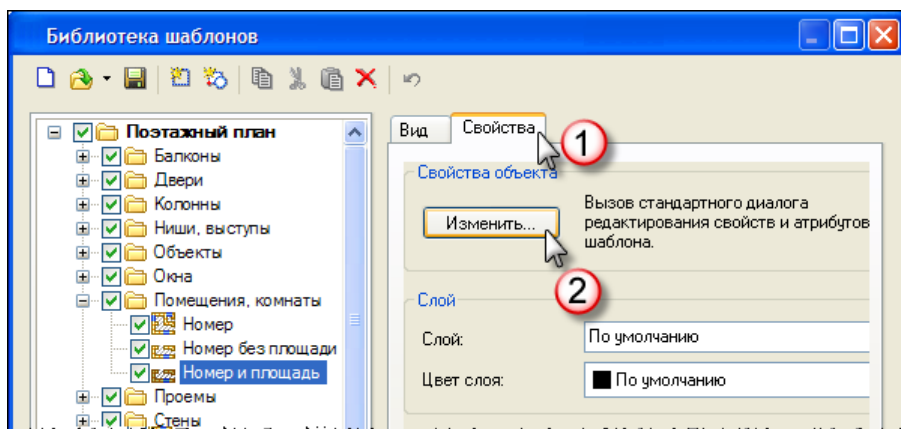 Библиотека шаблонов
Поэтажный план
Балконы
Двери
Колонны
Ниши, выступы
Объекты
Окна
Помещения, комнаты
Номер
Номер без площади
Номер и площадь
Проемы
Стены
Вид
Свойства
1
Свойства объекта
Изменить...
Вызов стандартного диалога
редактирования свойств и атрибутов
шаблона.
2
Слой
Слой:
По умолчанию
Цвет слоя:
По умолчанию